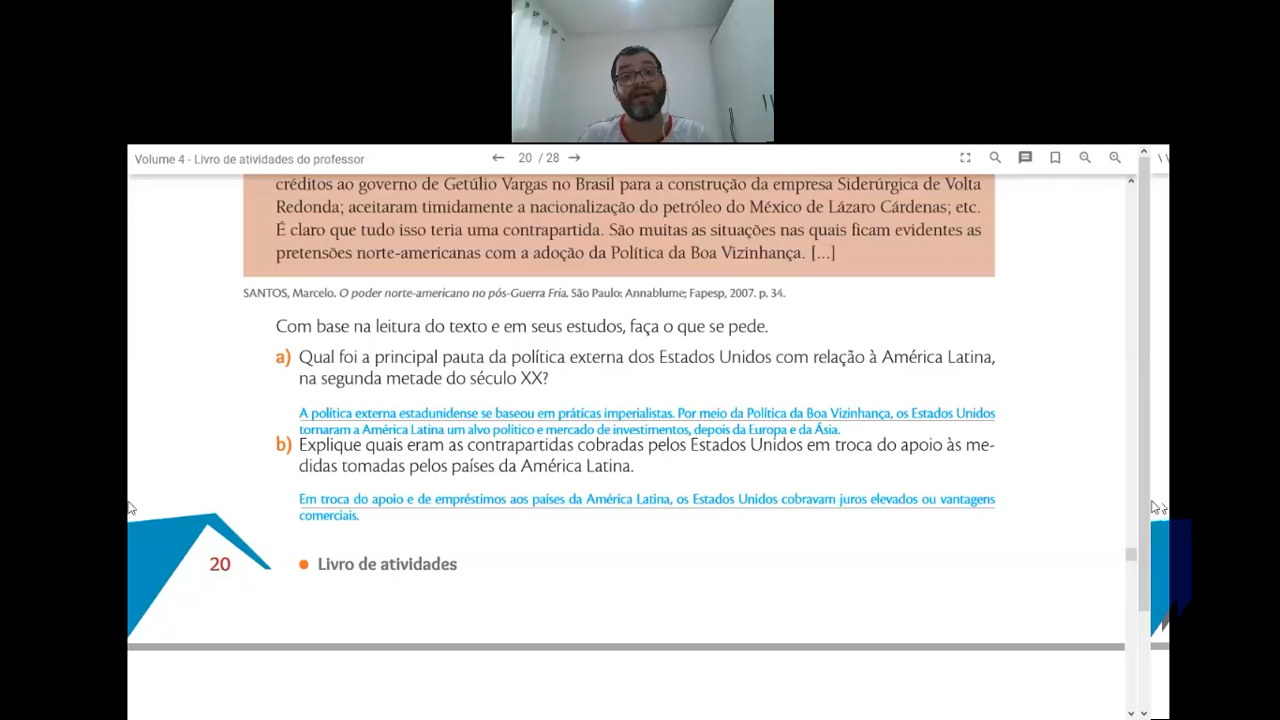 Volume 4 - Livro de atividades do professor
20 / 28
créditos ao governo de Getúlio Vargas no Brasil para a construção da empresa Siderúrgica de Volta
Redonda; aceitaram timidamente a nacionalização do petróleo do México de Lázaro Cárdenas; etc.
É claro que tudo isso teria uma contrapartida. São muitas as situações nas quais ficam evidentes as
pretensões norte-americanas com a adoção da Política da Boa Vizinhança. [...]
SANTOS, Marcelo. O poder norte-americano no pós-Guerra Fria. São Paulo: Annablume; Fapesp, 2007. p. 34.
Com base na leitura do texto e em seus estudos, faça o que se pede.
a) Qual foi a principal pauta da política externa dos Estados Unidos com relação à América Latina,
na segunda metade do século XX?
A política externa estadunidense se baseou em práticas imperialistas. Por meio da Política da Boa Vizinhança, os Estados Unidos
tornaram a América Latina um alvo político e mercado de investimentos, depois da Europa e da Ásia.
b) Explique quais eram as contrapartidas cobradas pelos Estados Unidos em troca do apoio às me-
didas tomadas pelos países da América Latina.
Em troca do apoio e de empréstimos aos países da América Latina, os Estados Unidos cobravam juros elevados ou vantagens
comerciais.
20
Livro de atividades